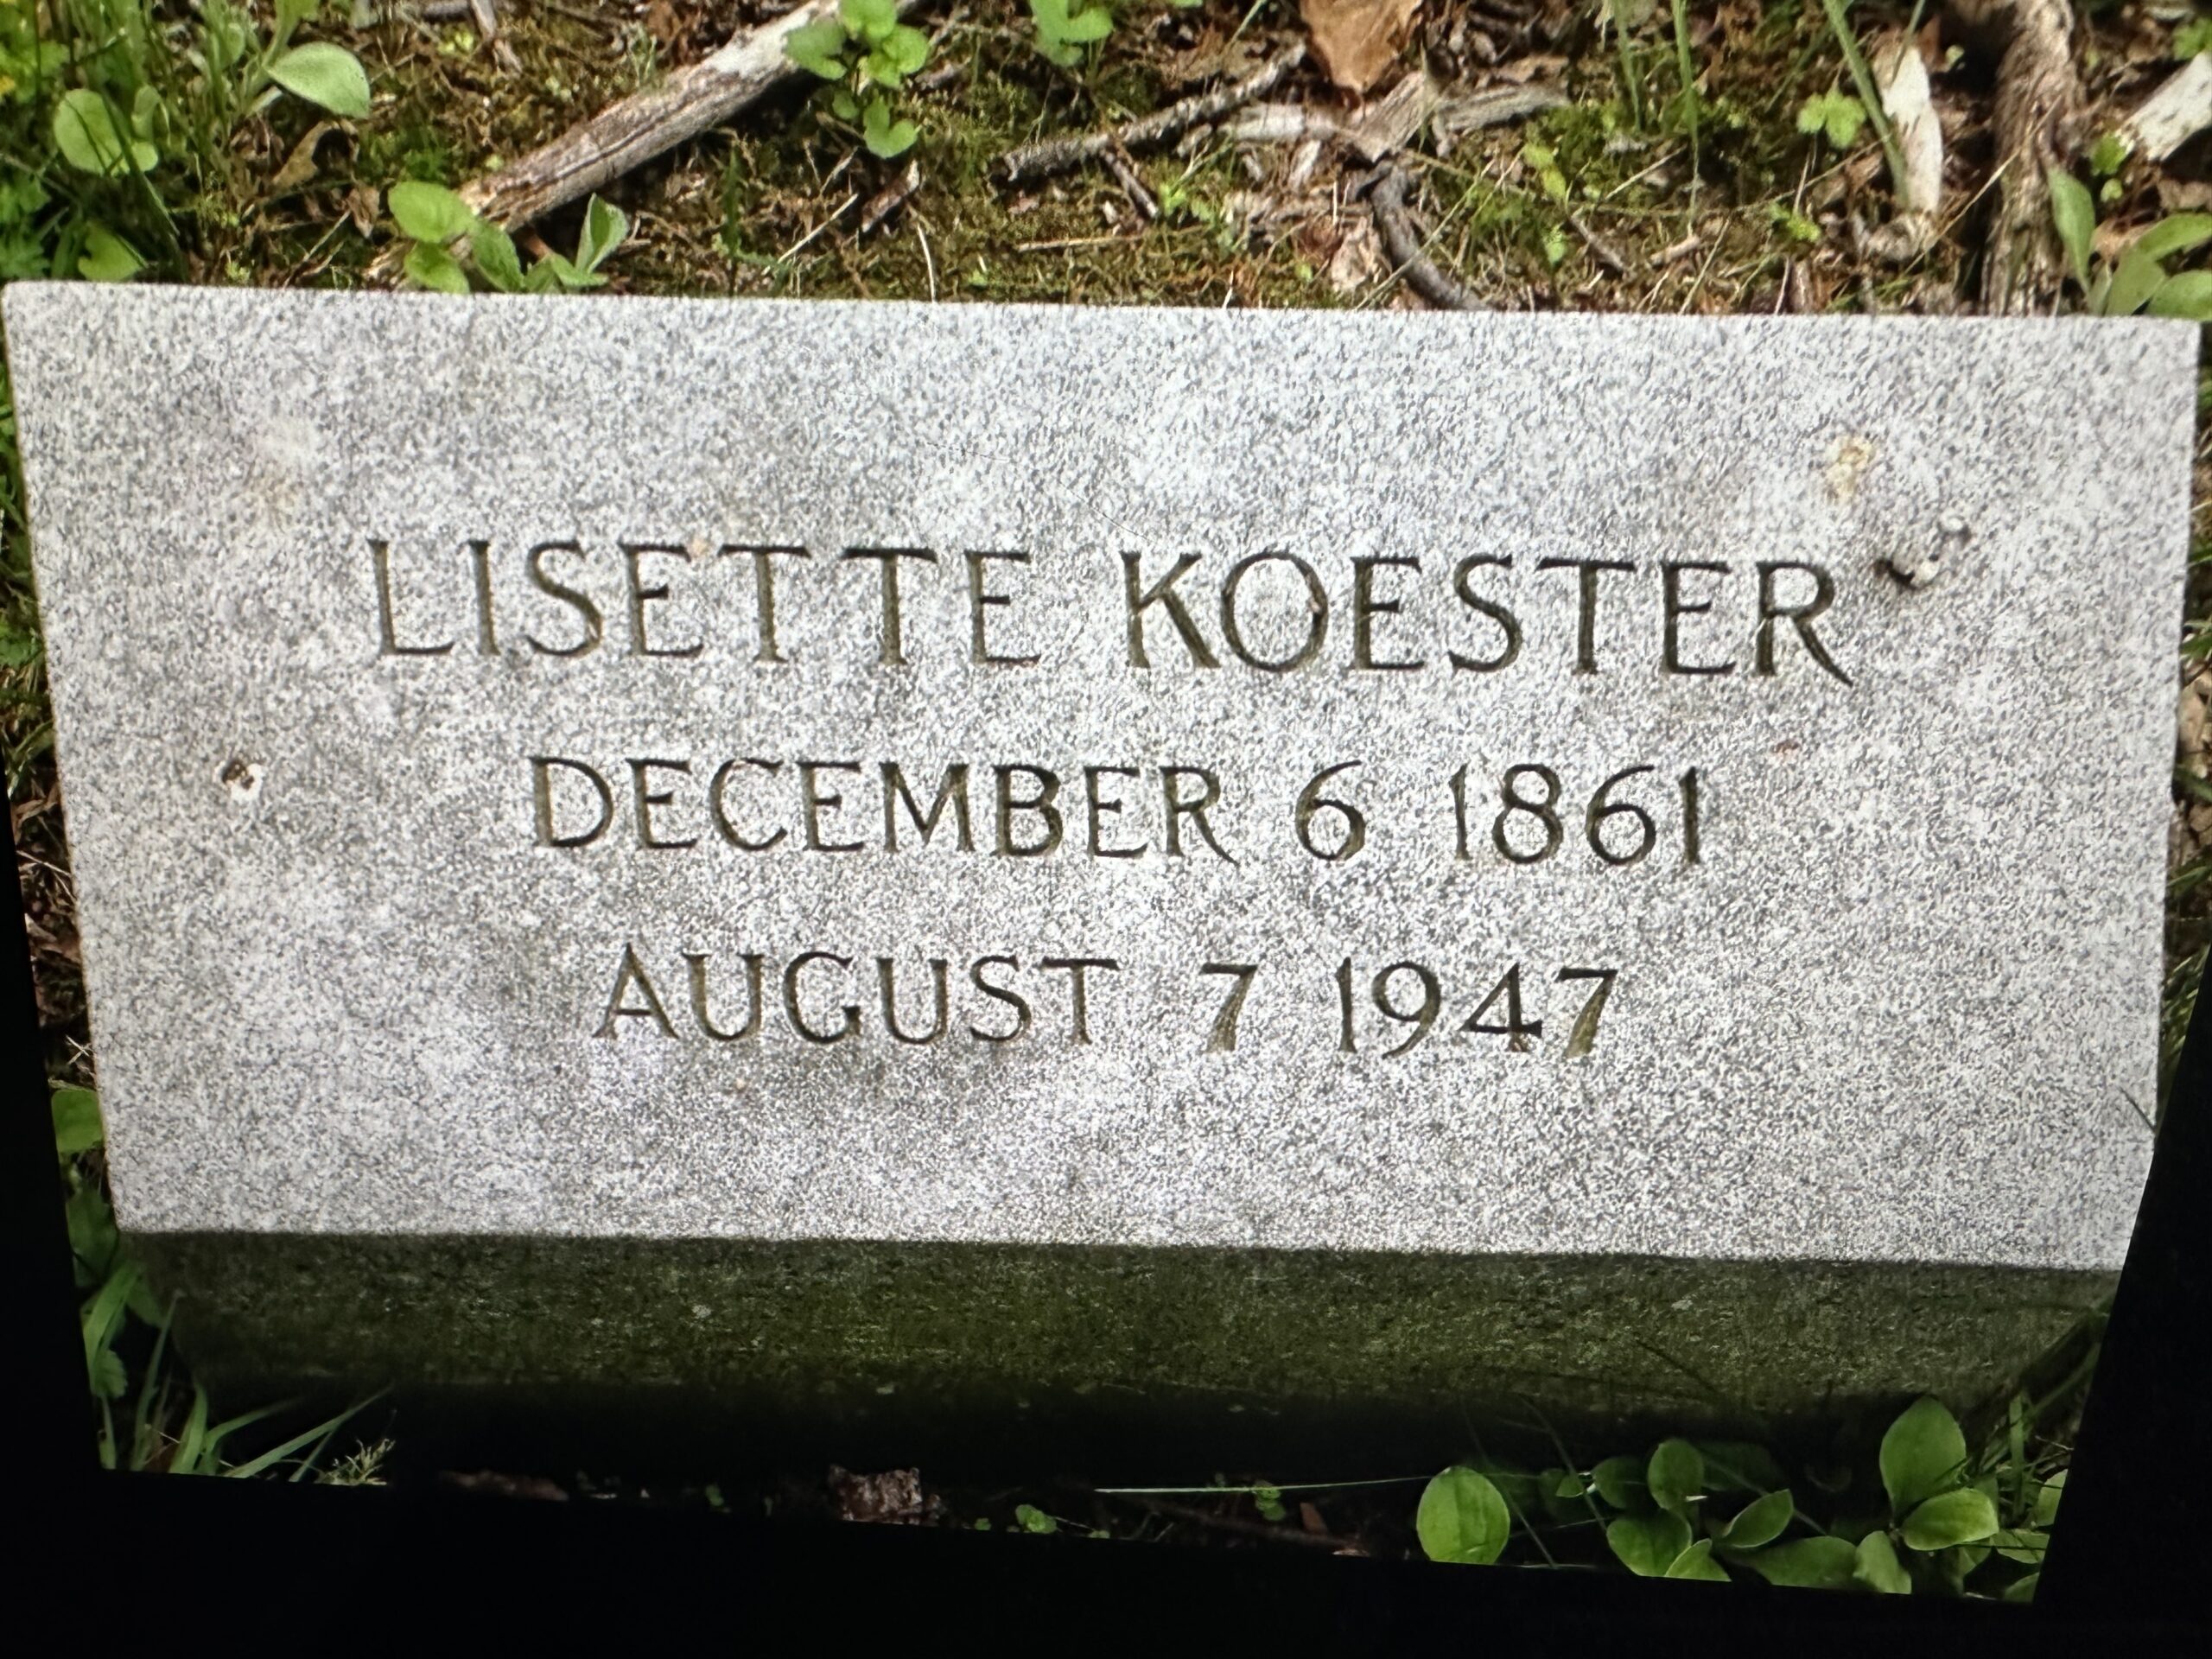 LISETTE KOESTER
DECEMBER 6 1861
AUGUST 7 1947